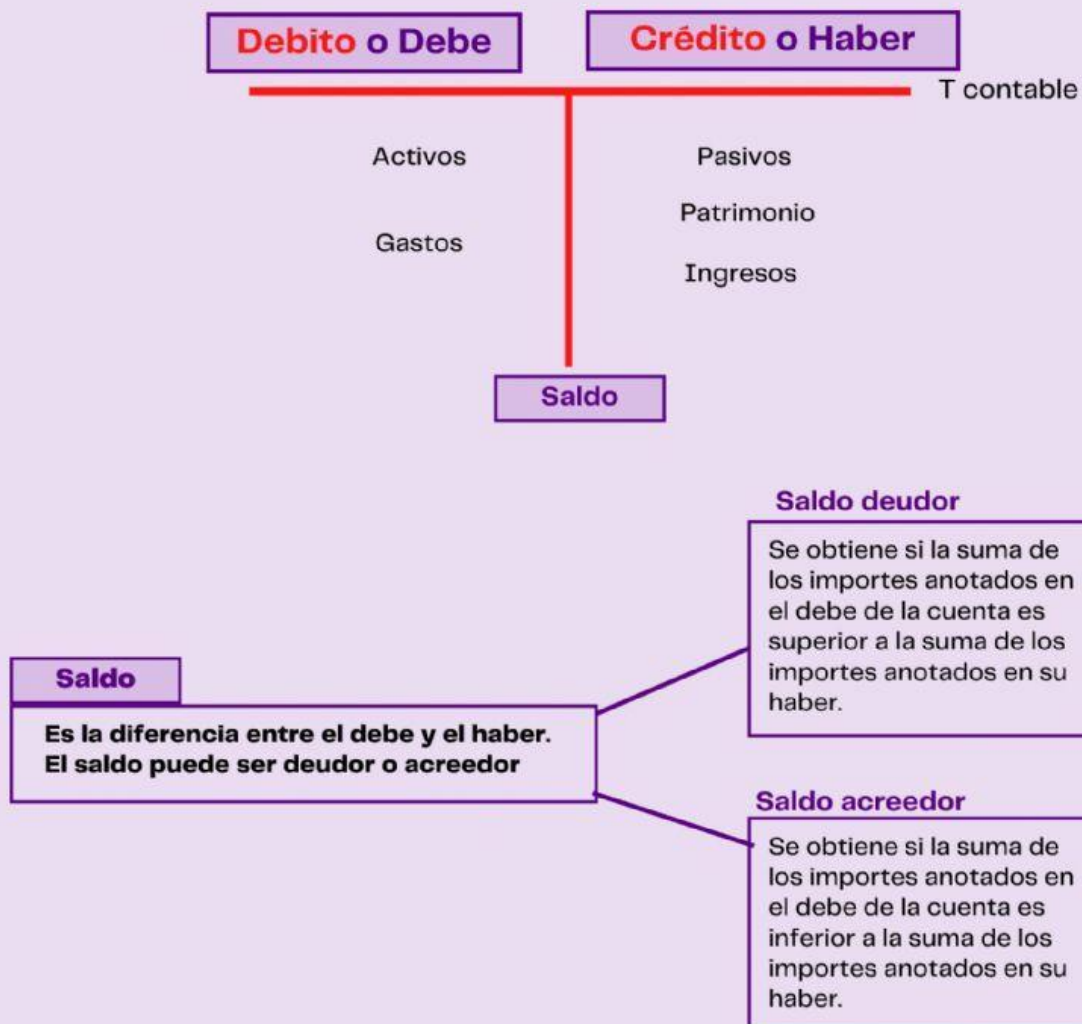 Debito o Debe
Crédito o Haber
T contable
Activos
Pasivos
Patrimonio
Gastos
Ingresos
Saldo
Saldo deudor
Se obtiene si la suma de
los importes anotados en
el debe de la cuenta es
superior a la suma de los
importes anotados en su
haber.
Saldo
Es la diferencia entre el debe y el haber.
El saldo puede ser deudor o acreedor
Saldo acreedor
Se obtiene si la suma de
los importes anotados en
el debe de la cuenta es
inferior a la suma de los
importes anotados en su
haber.